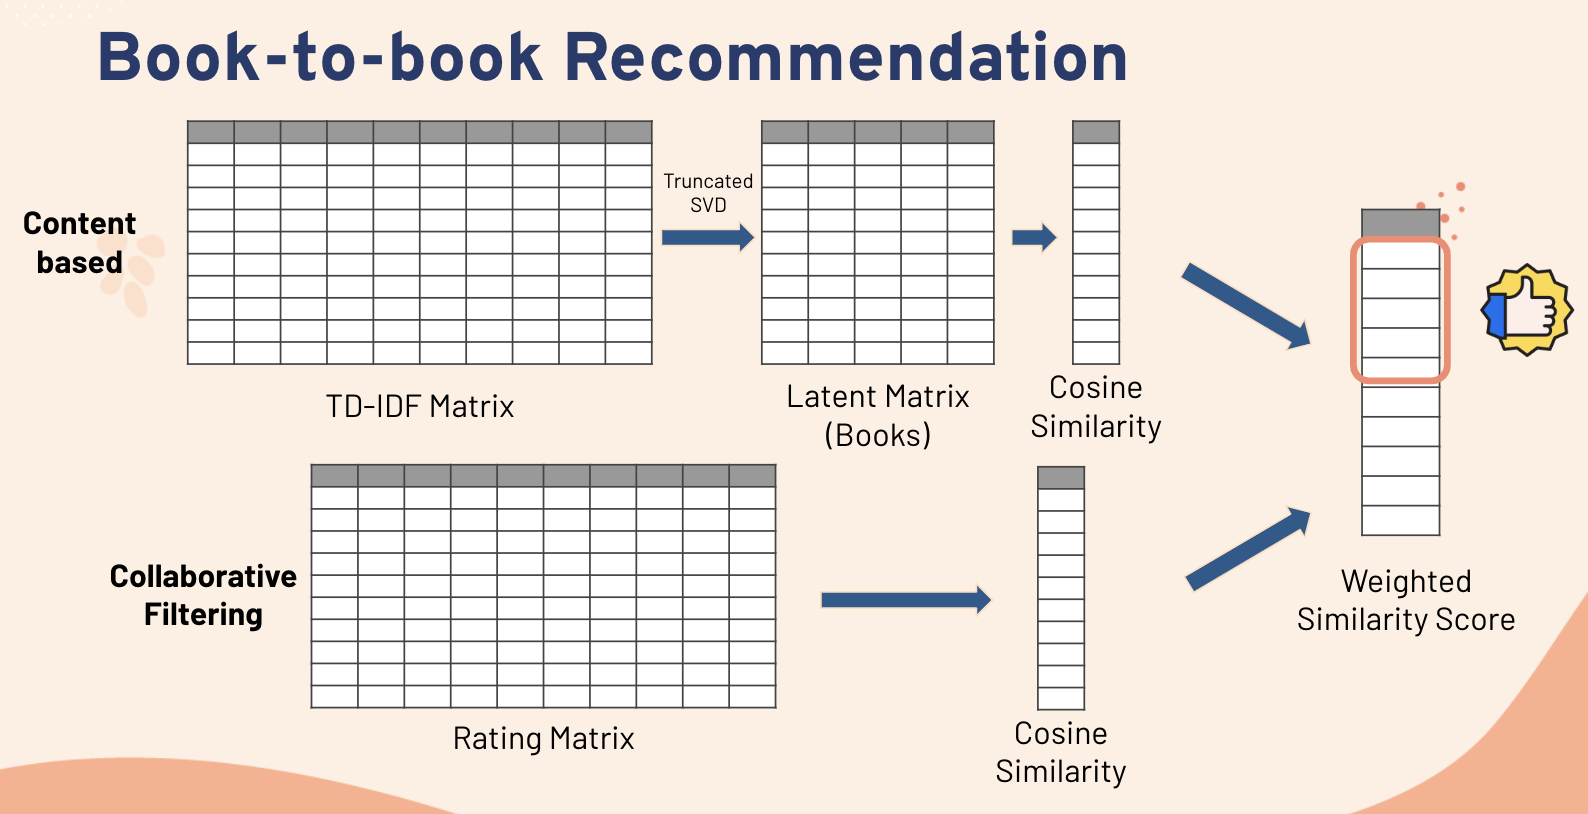 Book-to-book Recommendation
Content
based
Truncated
SVD
TD-IDF Matrix
Latent Matrix
(Books)
Cosine
Similarity
Collaborative
Filtering
Rating Matrix
Cosine
Similarity
Weighted
Similarity Score